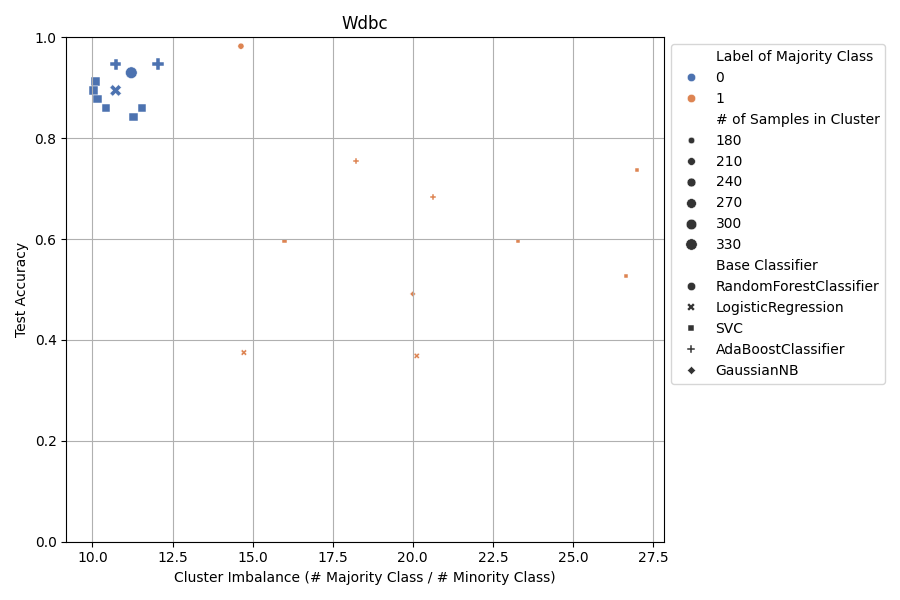 Wdbc
1.0
0.8
0.6
0.4
0.2
0.0
Test Accuracy
10.0 12.5 15.0 17.5 20.0 22.5 25.0 27.5
Cluster Imbalance (# Majority Class / # Minority Class)
Label of Majority Class
0
1
# of Samples in Cluster
180
210
240
270
300
330
Base Classifier
RandomForestClassifier
LogisticRegression
SVC
AdaBoostClassifier
GaussianNB